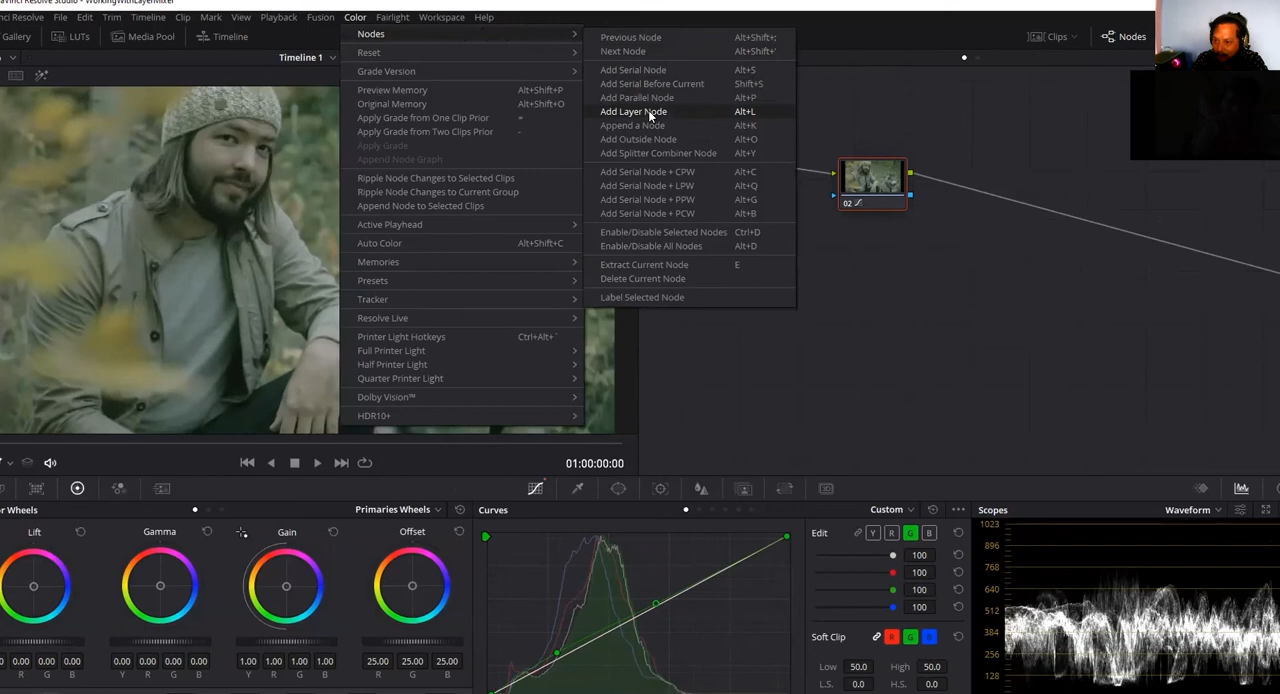 DaVinci Resolve Studio - WorkingWithLayerMixer
nci Resolve File Edit Trim Timeline Clip Mark View Playback Fusion Color Fairlight Workspace Help
Gallery LUTs Media Pool Timeline Clips Nodes
Timeline 1
Nodes
Reset
Grade Version
Preview Memory Alt+Shift+P
Original Memory Alt+Shift+O
Apply Grade from One Clip Prior =
Apply Grade from Two Clips Prior -
Apply Grade
Append Node Graph
Ripple Node Changes to Selected Clips
Ripple Node Changes to Current Group
Append Node to Selected Clips
Active Playhead
Auto Color Alt+Shift+C
Memories
Presets
Tracker
Resolve Live
Printer Light Hotkeys Ctrl+Alt+`
Full Printer Light
Half Printer Light
Quarter Printer Light
Dolby Vision™
HDR10+
Previous Node Alt+Shift+;
Next Node Alt+Shift+'
Add Serial Node Alt+S
Add Serial Before Current Shift+S
Add Parallel Node Alt+P
Add Layer Node Alt+L
Append a Node Alt+K
Add Outside Node Alt+O
Add Splitter Combiner Node Alt+Y
Add Serial Node + CPW Alt+C
Add Serial Node + LPW Alt+Q
Add Serial Node + PPW Alt+G
Add Serial Node + PCW Alt+B
Enable/Disable Selected Nodes Ctrl+D
Enable/Disable All Nodes Alt+D
Extract Current Node E
Delete Current Node
Label Selected Node
02
01:00:00:00
or Wheels Primaries Wheels
Lift Gamma Gain Offset
0.00 0.00 0.00 0.00 0.00 0.00 0.00 1.00 1.00 1.00 1.00 25.00 25.00 25.00
R G B Y R G B Y R G B R G B
Curves Custom
Edit Y R G B
100
100
100
100
Soft Clip R G B
Low 50.0 High 50.0
L.S. 0.0 H.S. 0.0
Scopes Waveform
1023
896
768
640
512
384
256
128